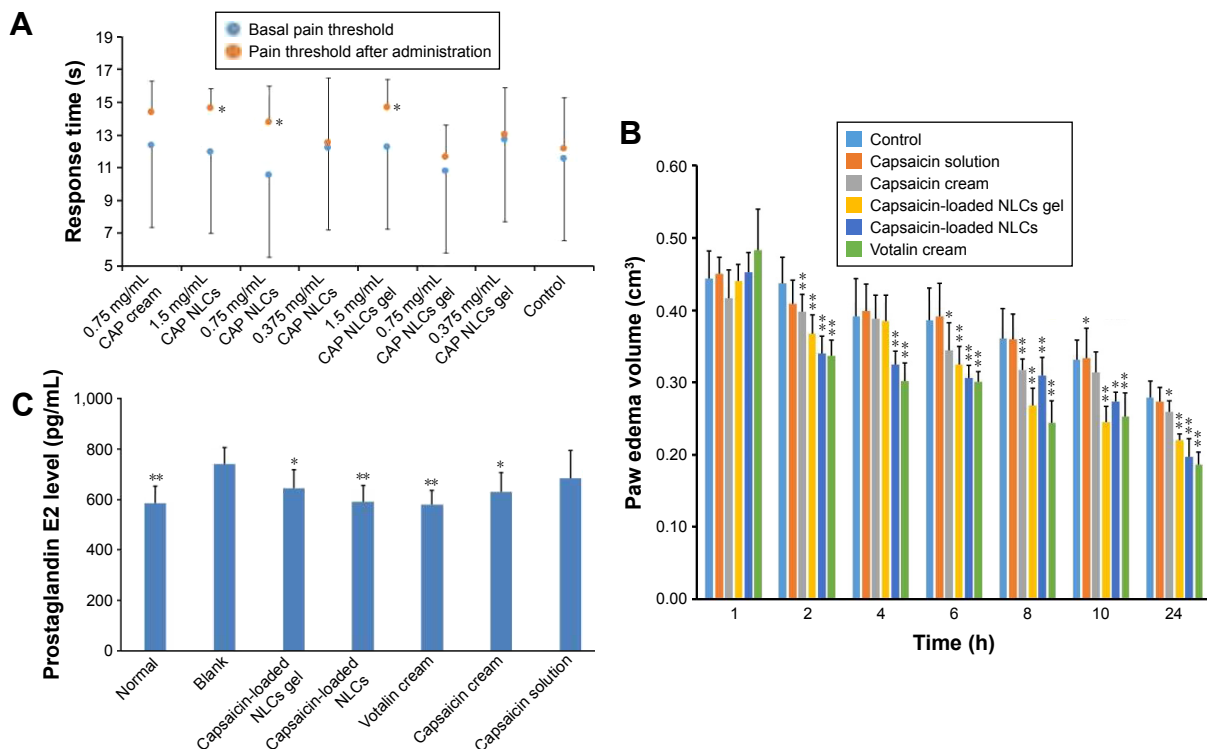 A
Basal pain threshold
Pain threshold after administration
Response time (s)
19
17
15
13
11
9
7
5
*
*
*
0.75 mg/mL
CAP cream
1.5 mg/mL
CAP NLCs
0.75 mg/mL
CAP NLCs
0.375 mg/mL
CAP NLCs
1.5 mg/mL
CAP NLCs gel
0.75 mg/mL
CAP NLCs gel
0.375 mg/mL
CAP NLCs gel
Control
B
Control
Capsaicin solution
Capsaicin cream
Capsaicin-loaded NLCs gel
Capsaicin-loaded NLCs
Votalin cream
Paw edema volume (cm³)
0.60
0.50
0.40
0.30
0.20
0.10
0.00
** ** ** **
** **
* ** ** **
** ** ** **
* ** * **
* ** ** **
1 2 4 6 8 10 24
Time (h)
C
Prostaglandin E2 level (pg/mL)
1,000
800
600
400
200
0
** * ** ** *
Normal
Blank
Capsaicin-loaded
NLCs gel
Capsaicin-loaded
NLCs
Votalin cream
Capsaicin cream
Capsaicin solution